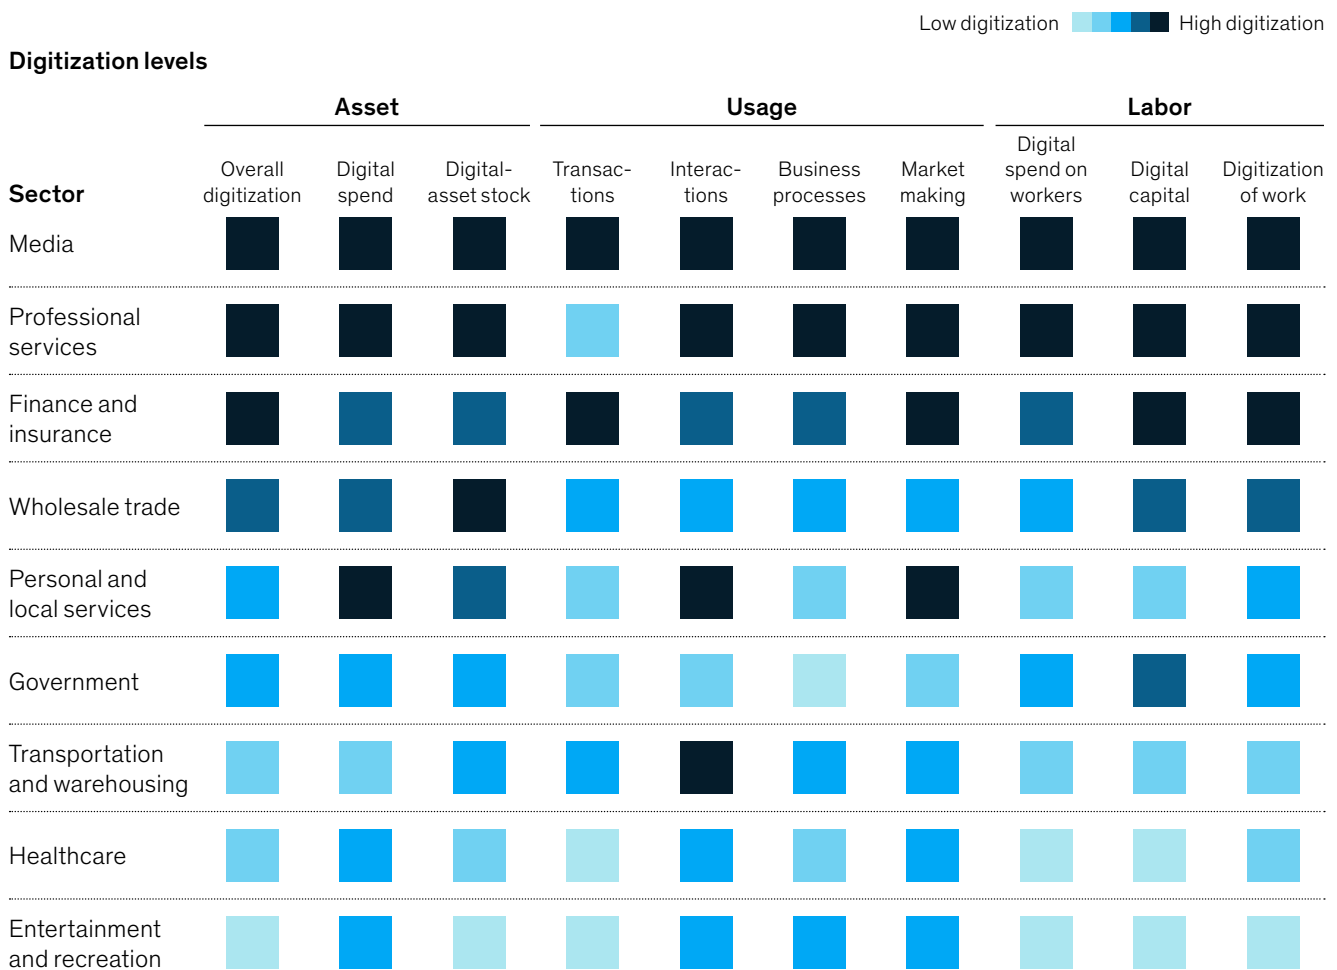 Low digitization High digitization
Digitization levels
Asset Usage Labor
Sector
Overall
digitization
Digital
spend
Digital-
asset stock
Transac-
tions
Interac-
tions
Business
processes
Market
making
Digital
spend on
workers
Digital
capital
Digitization
of work
Media
Professional
services
Finance and
insurance
Wholesale trade
Personal and
local services
Government
Transportation
and warehousing
Healthcare
Entertainment
and recreation